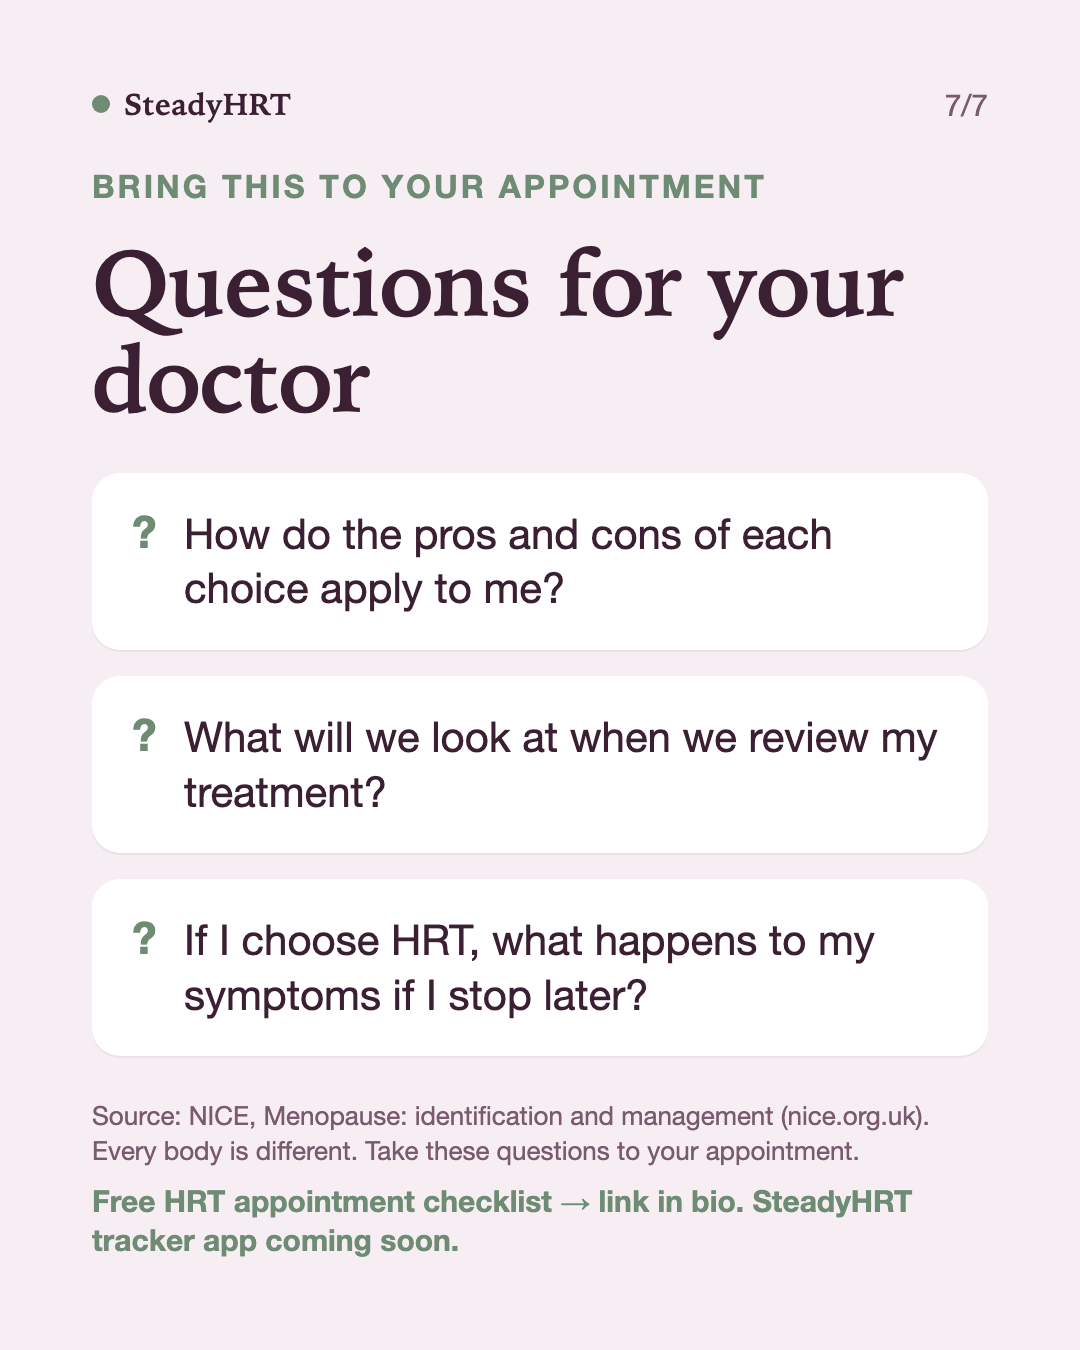 SteadyHRT
7/7
BRING THIS TO YOUR APPOINTMENT
Questions for your
doctor
? How do the pros and cons of each
choice apply to me?
? What will we look at when we review my
treatment?
? If I choose HRT, what happens to my
symptoms if I stop later?
Source: NICE, Menopause: identification and management (nice.org.uk).
Every body is different. Take these questions to your appointment.
Free HRT appointment checklist → link in bio. SteadyHRT
tracker app coming soon.